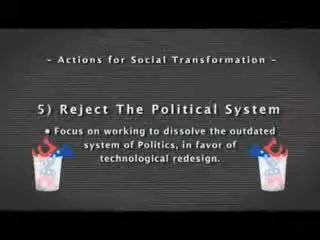 - Actions for Social Transformation -
5) Reject The Political System
• Focus on working to dissolve the outdated
system of Politics, in favor of
technological redesign.